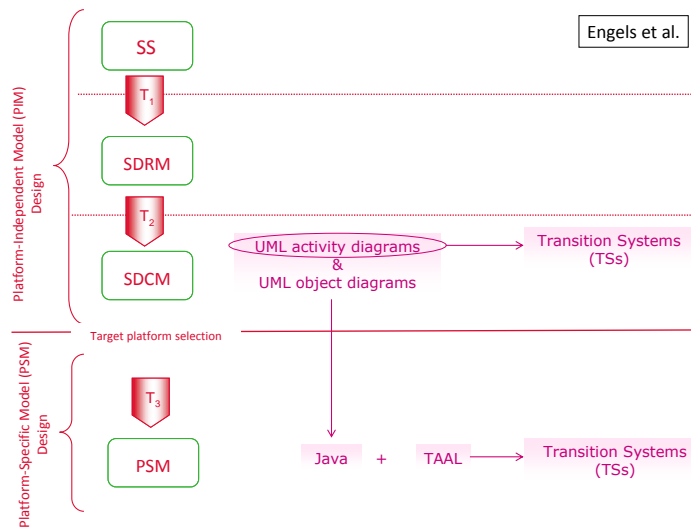 Engels et al.
SS
T1
SDRM
T2
SDCM
Platform-Independent Model (PIM)
Design
UML activity diagrams
&
UML object diagrams
Transition Systems
(TSs)
Target platform selection
Platform-Specific Model (PSM)
Design
T3
PSM
Java + TAAL
Transition Systems
(TSs)